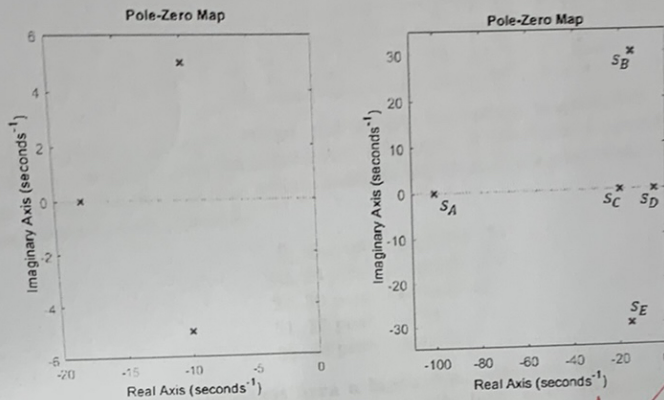 Pole-Zero Map
6
4
2
0
-2
-4
-6
-20
-15
-10
-5
0
Imaginary Axis (seconds⁻¹)
Real Axis (seconds⁻¹)
Pole-Zero Map
30
20
10
0
-10
-20
-30
-100
-80
-60
-40
-20
0
Imaginary Axis (seconds⁻¹)
Real Axis (seconds⁻¹)
S_B
S_A
S_C
S_D
S_E